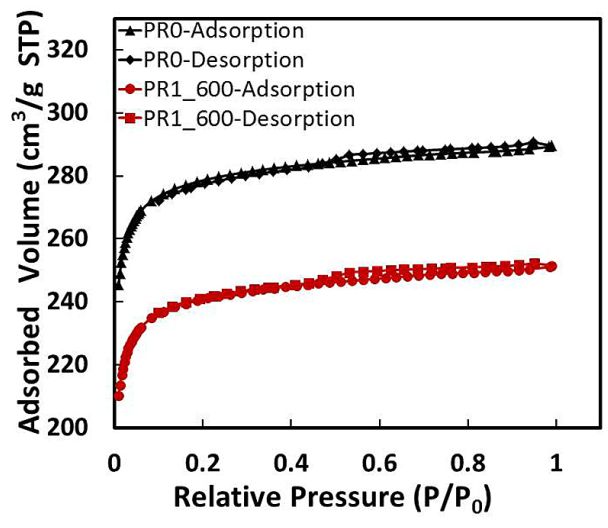 PR0-Adsorption
PR0-Desorption
PR1_600-Adsorption
PR1_600-Desorption
Adsorbed Volume (cm³/g STP)
320
300
280
260
240
220
200
0 0.2 0.4 0.6 0.8 1
Relative Pressure (P/P₀)